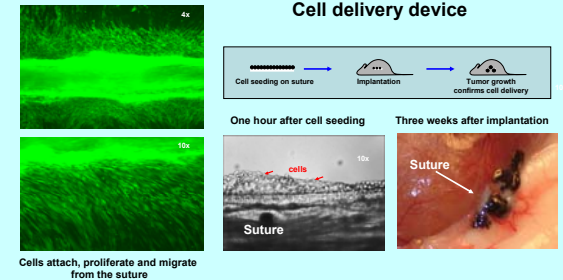 Cell delivery device
4x
Cell seeding on suture
Implantation
Tumor growth
confirms cell delivery
One hour after cell seeding
Three weeks after implantation
10x
10x
cells
Suture
Suture
Cells attach, proliferate and migrate
from the suture